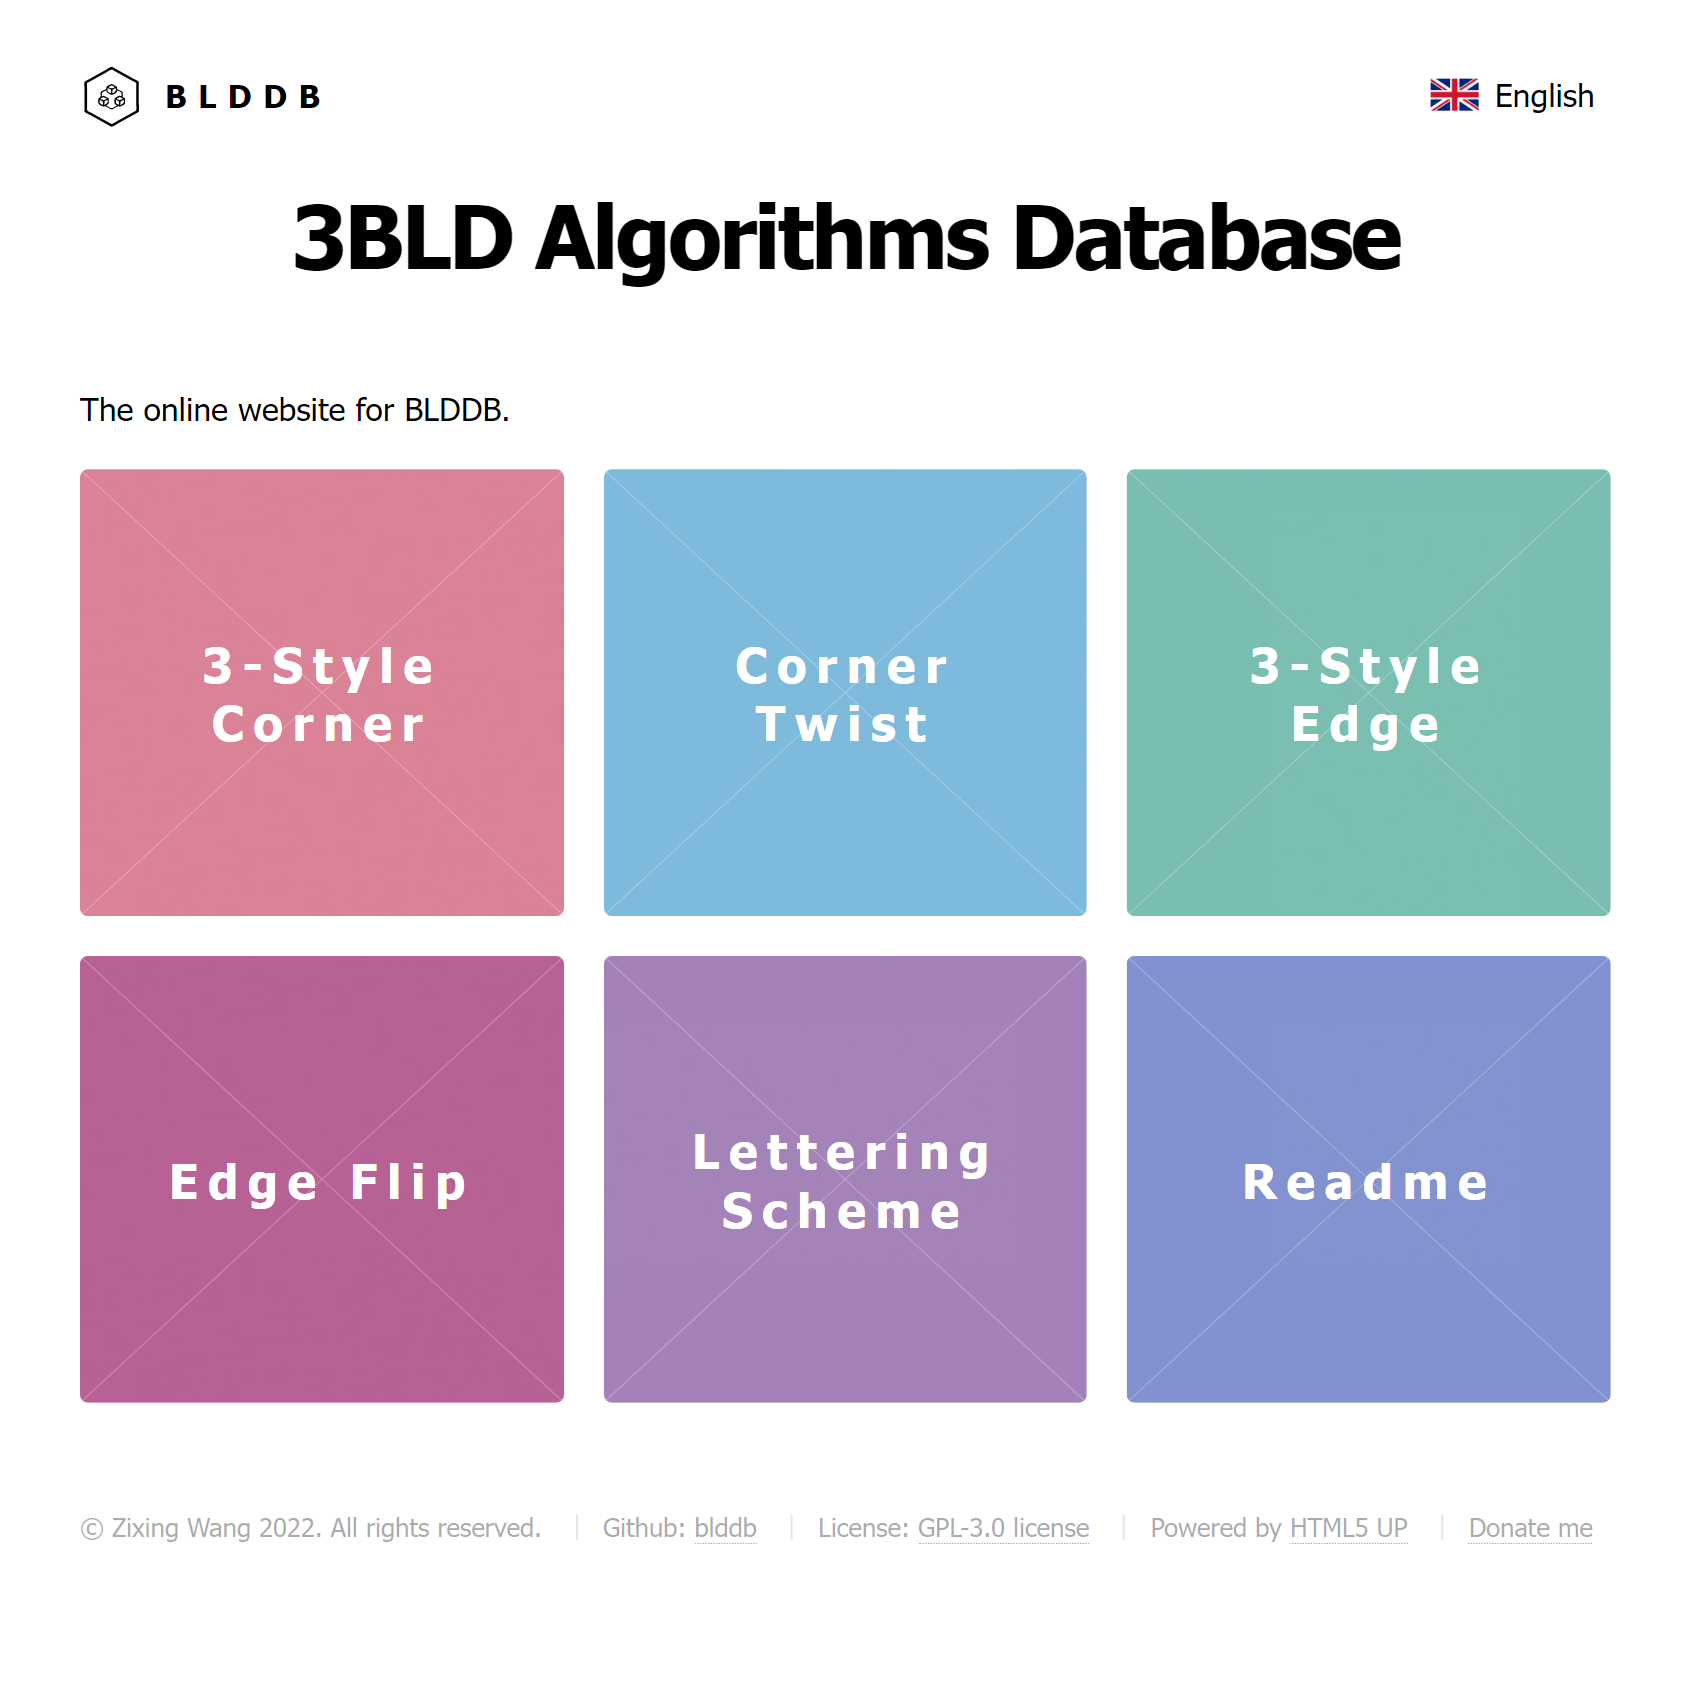 BLDDB
English
3BLD Algorithms Database
The online website for BLDDB.
3-Style
Corner
Corner
Twist
3-Style
Edge
Edge Flip
Lettering
Scheme
Readme
© Zixing Wang 2022. All rights reserved. | Github: blddb | License: GPL-3.0 license | Powered by HTML5 UP | Donate me